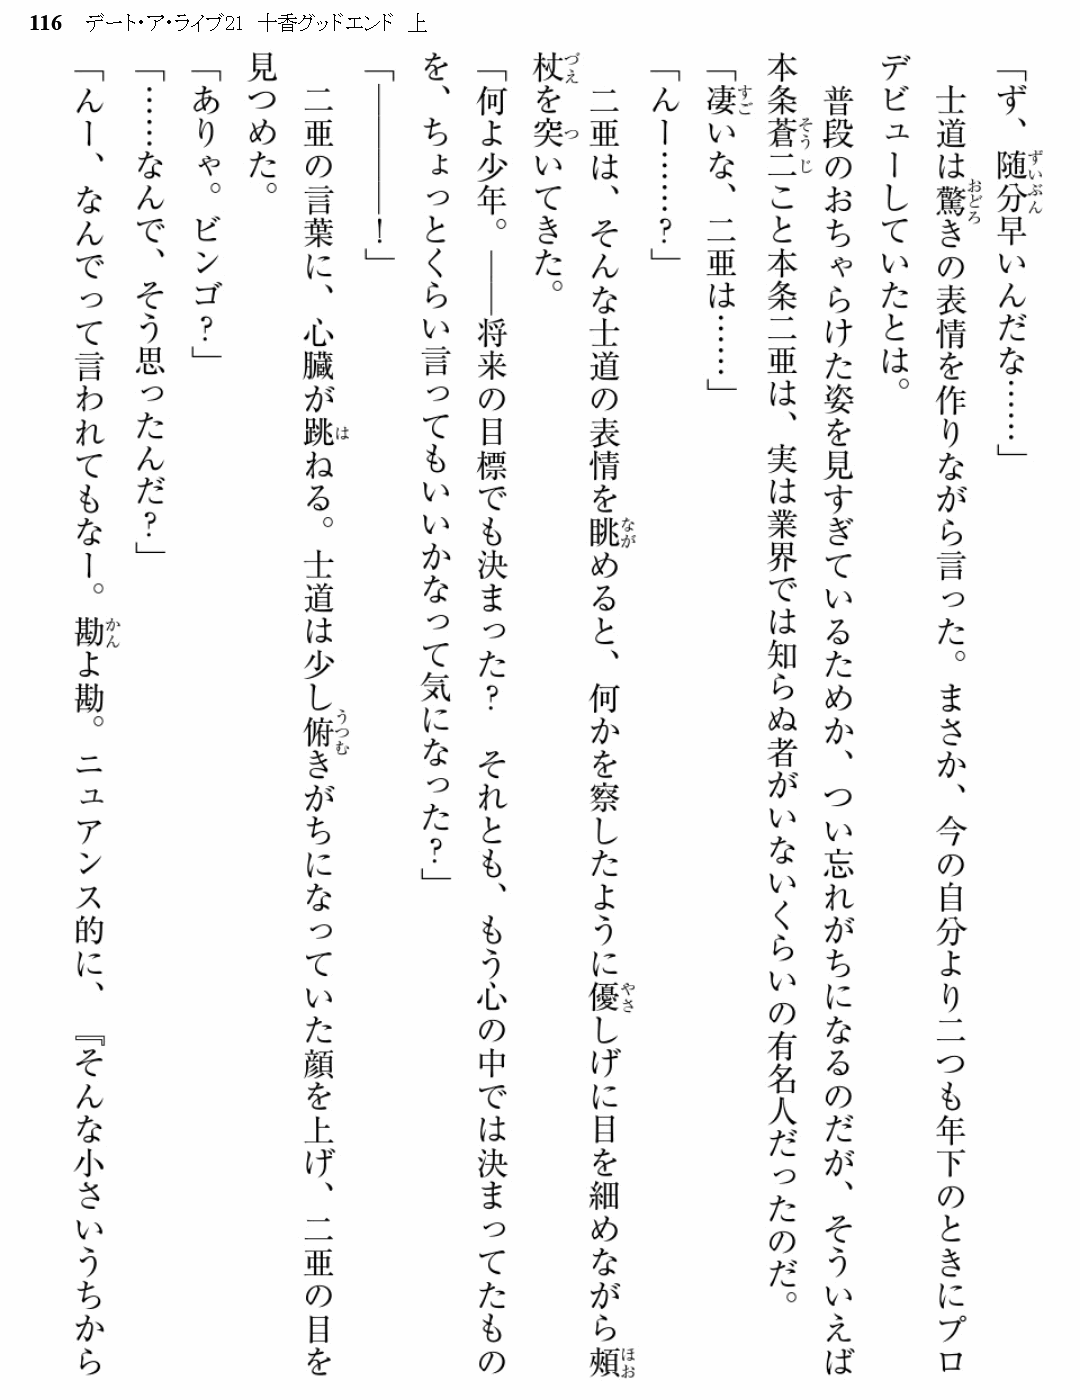 116 デート・ア・ライブ21 十香グッドエンド 上
「ず、随分早いんだな……」
　士道は驚きの表情を作りながら言った。まさか、今の自分より二つも年下のときにプロ
デビューしていたとは。
　普段のおちゃらけた姿を見すぎているためか、つい忘れがちになるのだが、そういえば
本条蒼二こと本条二亜は、実は業界では知らぬ者がいないくらいの有名人だったのだ。
「凄いな、二亜は……」
「んー……？」
　二亜は、そんな士道の表情を眺めると、何かを察したように優しげに目を細めながら頰
杖を突いてきた。
「何よ少年。――将来の目標でも決まった？　それとも、もう心の中では決まってたもの
を、ちょっとくらい言ってもいいかなって気になった？」
「――――！」
　二亜の言葉に、心臓が跳ねる。士道は少し俯きがちになっていた顔を上げ、二亜の目を
見つめた。
「ありゃ。ビンゴ？」
「……なんで、そう思ったんだ？」
「んー、なんでって言われてもなー。勘よ勘。ニュアンス的に、『そんな小さいうちから